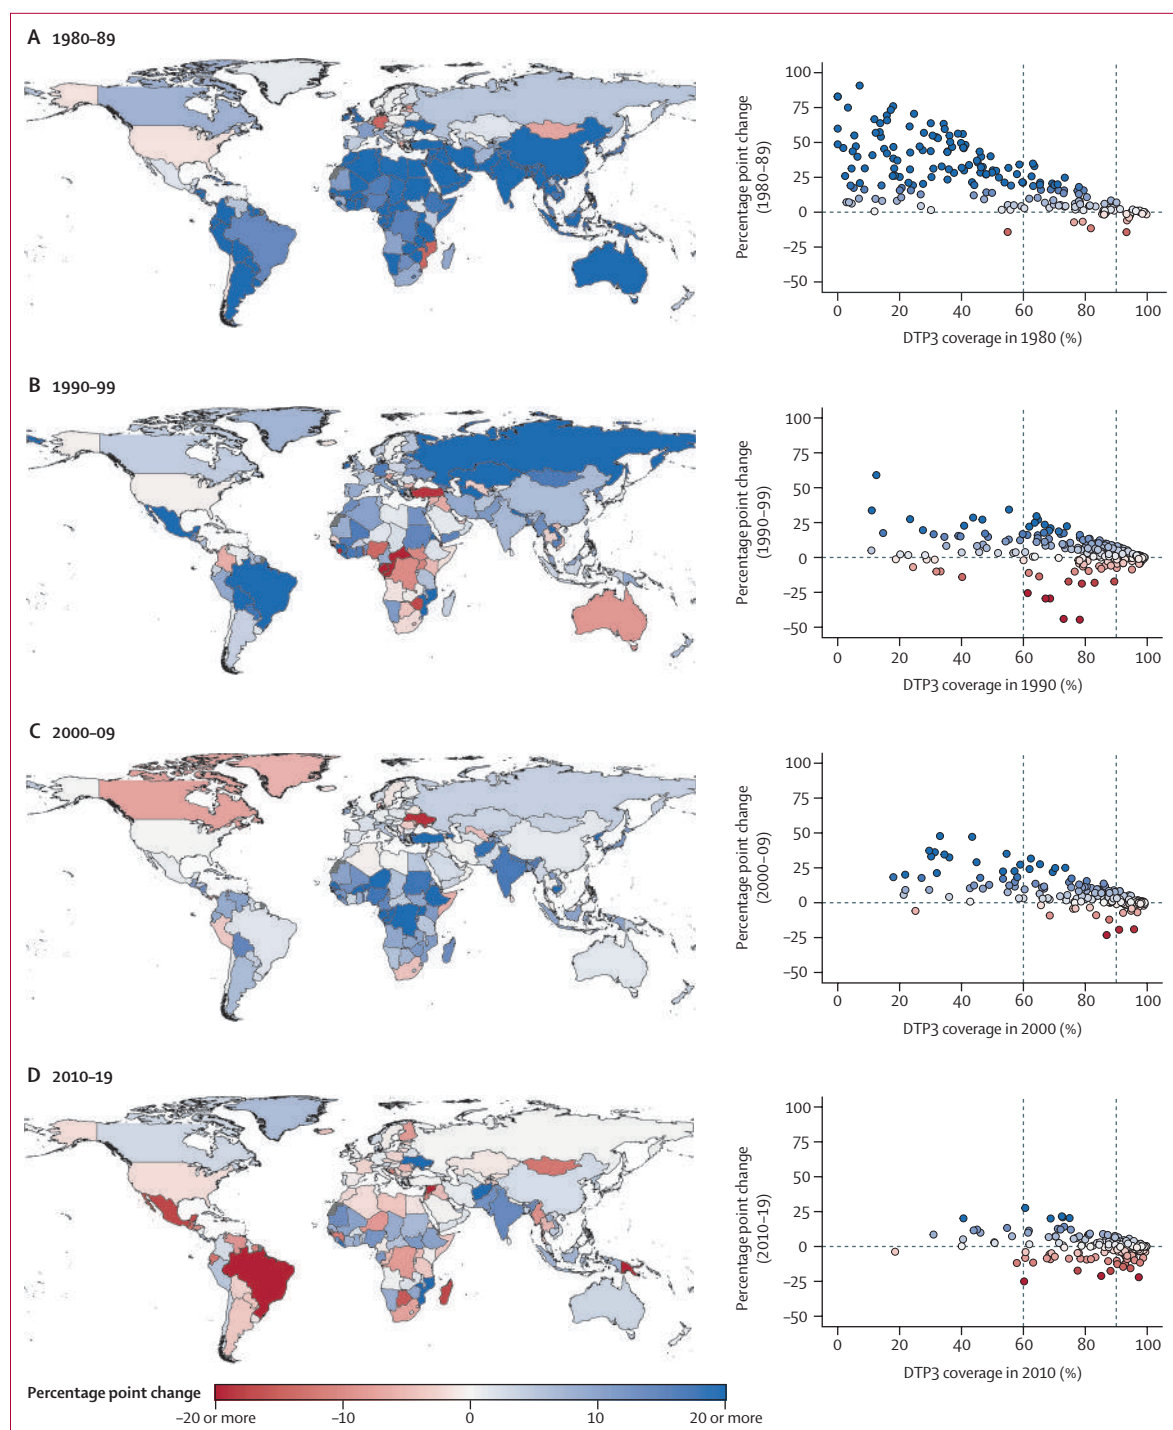 A 1980–89
100
75
50
25
0
–25
–50
Percentage point change
(1980–89)
0 20 40 60 80 100
DTP3 coverage in 1980 (%)
B 1990–99
100
75
50
25
0
–25
–50
Percentage point change
(1990–99)
0 20 40 60 80 100
DTP3 coverage in 1990 (%)
C 2000–09
100
75
50
25
0
–25
–50
Percentage point change
(2000–09)
0 20 40 60 80 100
DTP3 coverage in 2000 (%)
D 2010–19
100
75
50
25
0
–25
–50
Percentage point change
(2010–19)
0 20 40 60 80 100
DTP3 coverage in 2010 (%)
Percentage point change
–20 or more –10 0 10 20 or more